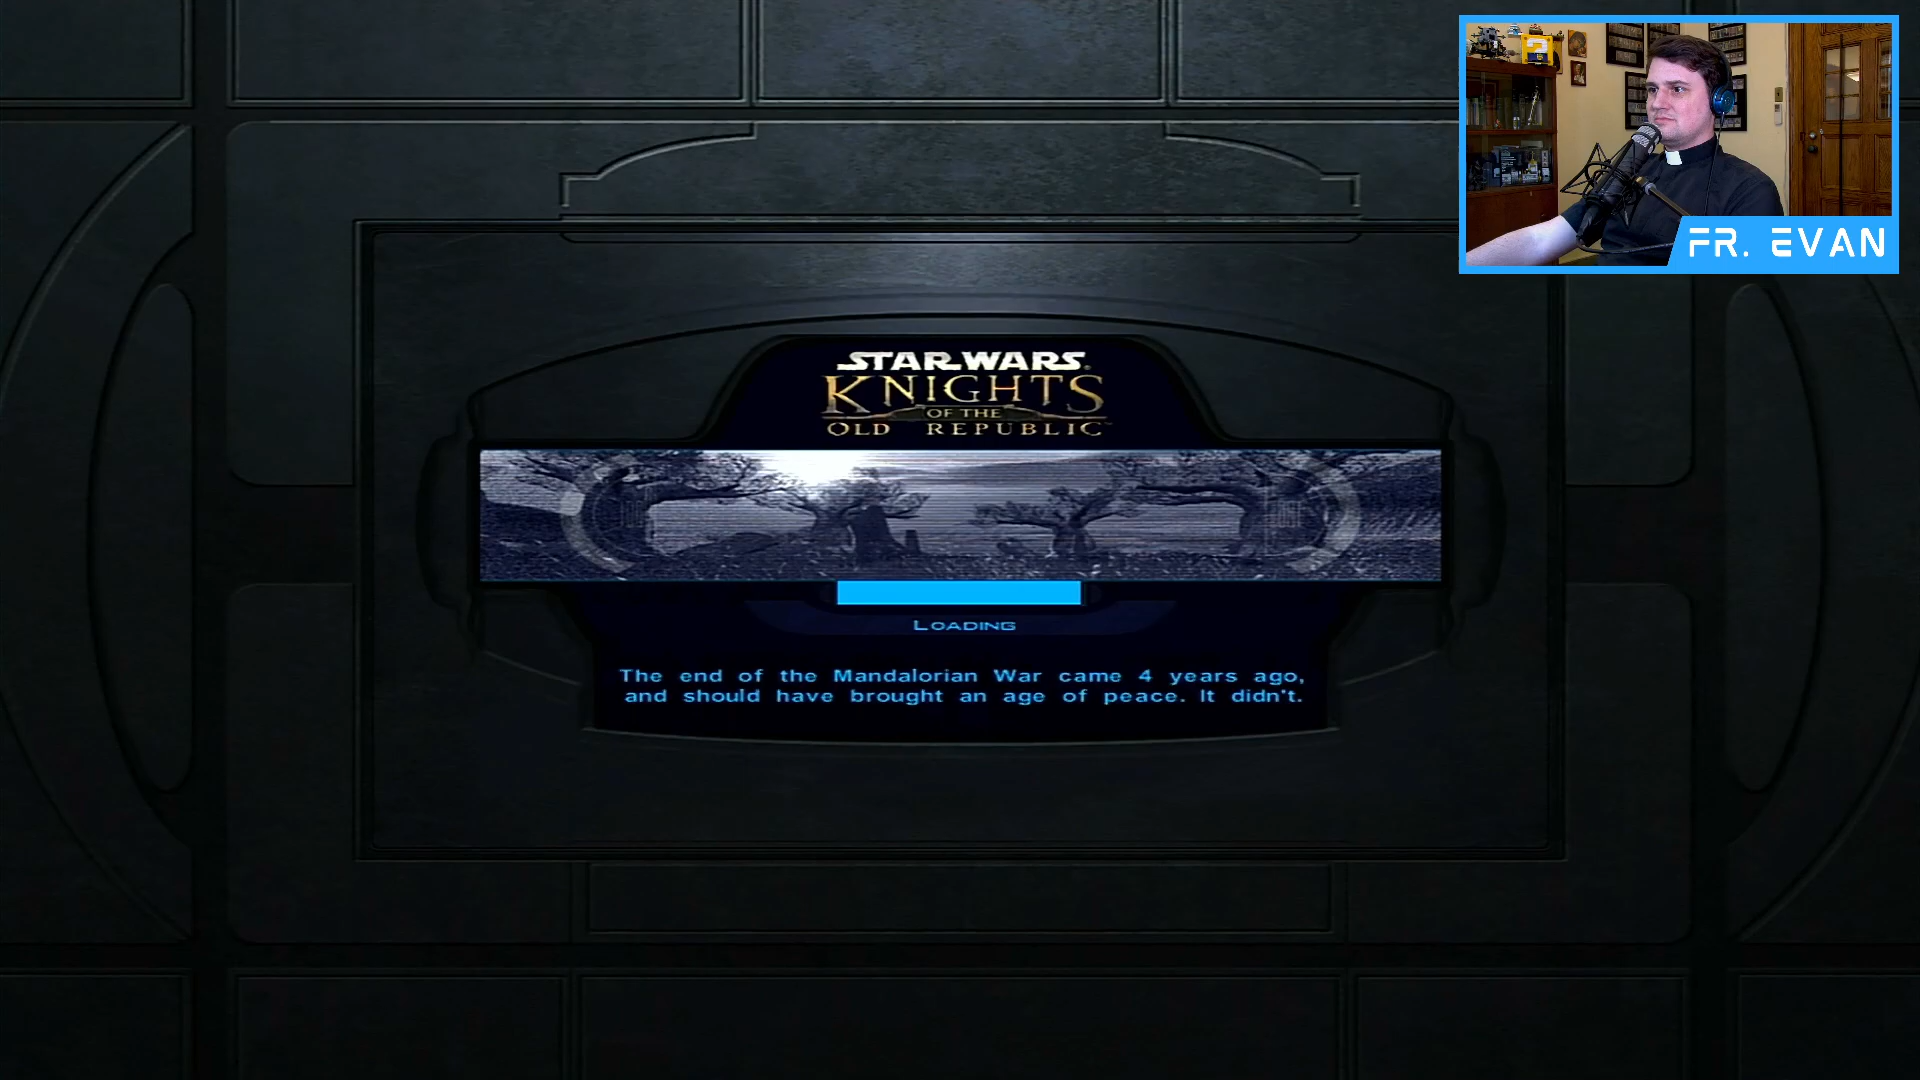 FR. EVAN
STAR WARS
KNIGHTS
OF THE
OLD REPUBLIC
LOADING
The end of the Mandalorian War came 4 years ago,
and should have brought an age of peace. It didn't.